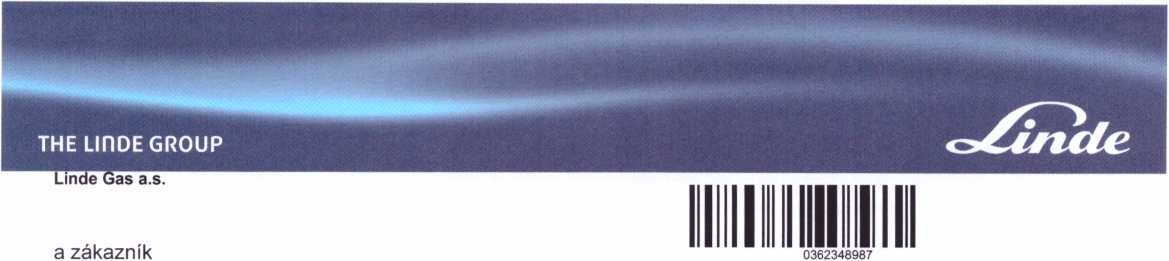 THE LINDE GROUP
Linde
Linde Gas a.s.
0362348987
a zákazník